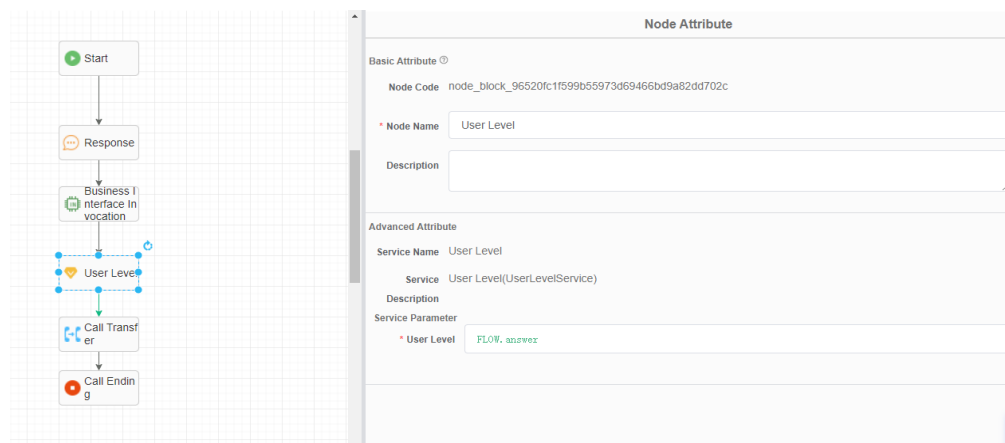 Start
Response
Business I
nterface In
vocation
User Level
Call Transf
er
Call Endin
g
Node Attribute
Basic Attribute
Node Code node_block_96520fc1f599b55973d69466bd9a82dd702c
* Node Name User Level
Description
Advanced Attribute
Service Name User Level
Service User Level(UserLevelService)
Description
Service Parameter
* User Level FLOW.answer